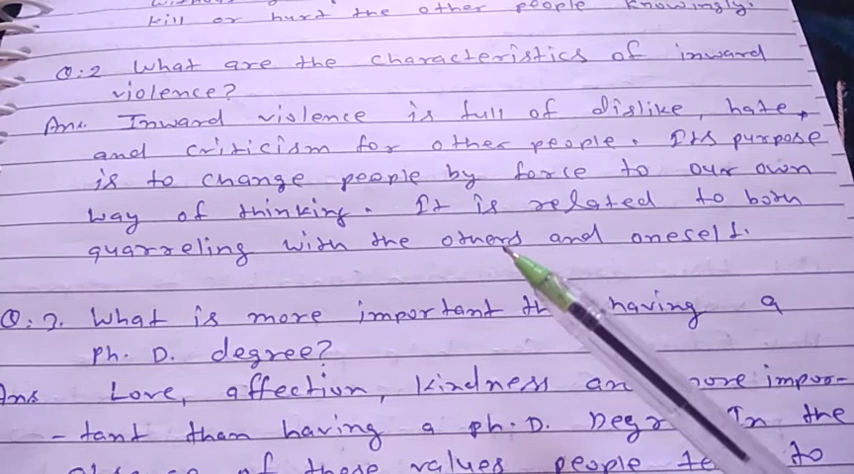 kill or hurt the other people knowingly.
Q:2 What are the characteristics of inward
violence?
Ans. Inward violence is full of dislike, hate,
and criticism for other people. Its purpose
is to change people by force to our own
way of thinking. It is related to both
quarreling with the others and oneself.
Q:3. What is more important having a
Ph. D. degree?
Ans Love, affection, kindness more impor-
-tant than having a ph.D. In the
of these values people to